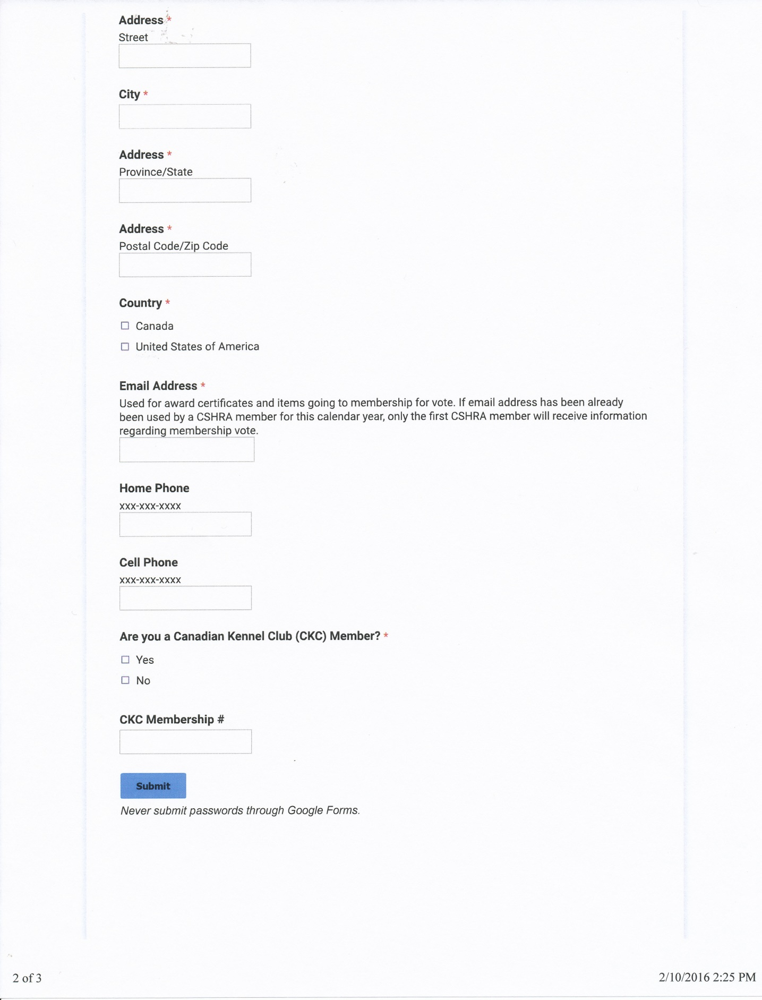 Address *
Street
City *
Address *
Province/State
Address *
Postal Code/Zip Code
Country *
Canada
United States of America
Email Address *
Used for award certificates and items going to membership for vote. If email address has been already
been used by a CSHRA member for this calendar year, only the first CSHRA member will receive information
regarding membership vote.
Home Phone
xxx-xxx-xxxx
Cell Phone
xxx-xxx-xxxx
Are you a Canadian Kennel Club (CKC) Member? *
Yes
No
CKC Membership #
Submit
Never submit passwords through Google Forms.
2 of 3
2/10/2016 2:25 PM